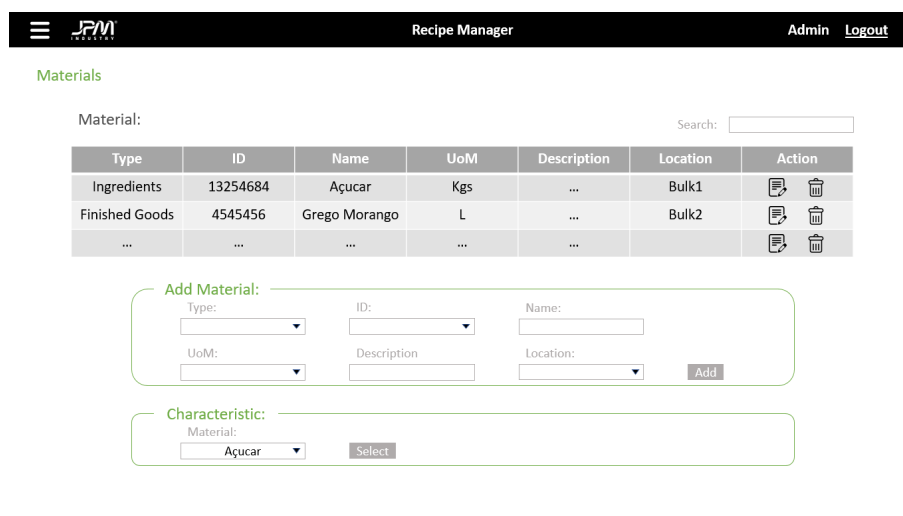 JPM INDUSTRY Recipe Manager Admin Logout
Materials
Material:
Search:
Type ID Name UoM Description Location Action
Ingredients 13254684 Açucar Kgs ... Bulk1
Finished Goods 4545456 Grego Morango L ... Bulk2
... ... ... ... ...
Add Material:
Type: ID: Name:
UoM: Description Location:
Add
Characteristic:
Material:
Açucar Select